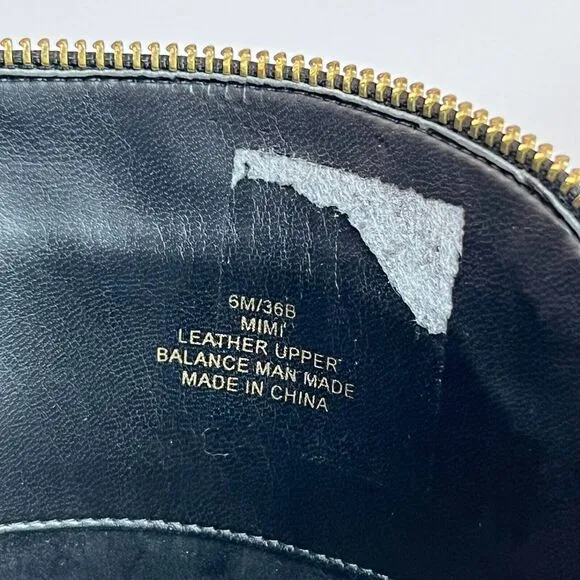 6M/36B
MIMI
LEATHER UPPER
BALANCE MAN MADE
MADE IN CHINA